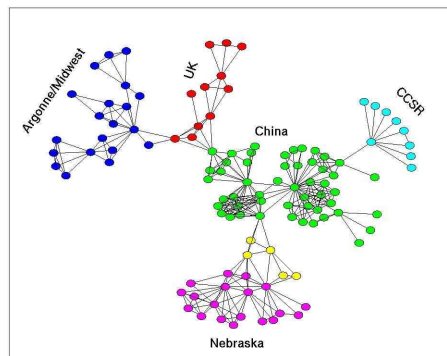 Argonne/Midwest
UK
CCSR
China
Nebraska